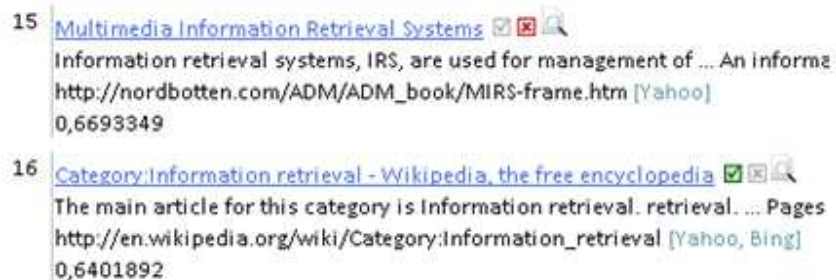 15 Multimedia Information Retrieval Systems
Information retrieval systems, IRS, are used for management of ... An informa
http://nordbotten.com/ADM/ADM_book/MIRS-frame.htm [Yahoo]
0,6693349
16 Category:Information retrieval - Wikipedia, the free encyclopedia
The main article for this category is Information retrieval. retrieval. ... Pages
http://en.wikipedia.org/wiki/Category:Information_retrieval [Yahoo, Bing]
0,6401892